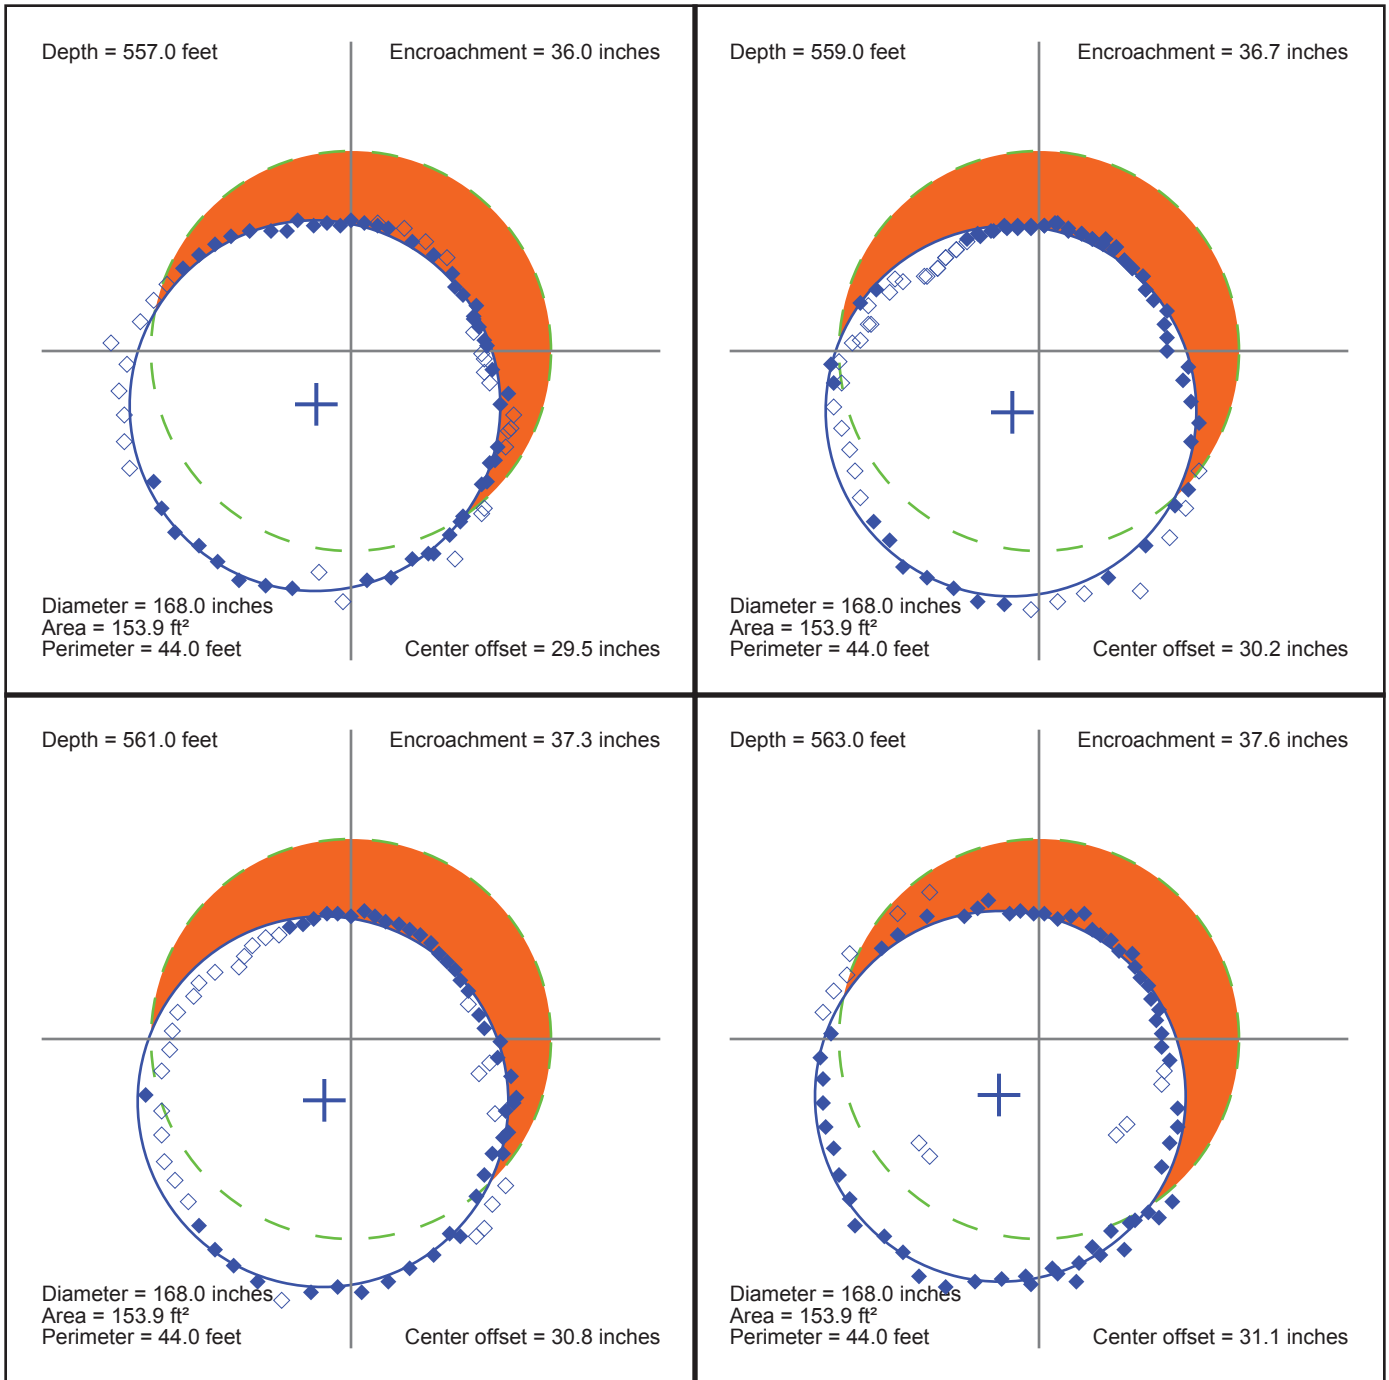 Depth = 557.0 feet
Encroachment = 36.0 inches
Diameter = 168.0 inches
Area = 153.9 ft²
Perimeter = 44.0 feet
Center offset = 29.5 inches
Depth = 559.0 feet
Encroachment = 36.7 inches
Diameter = 168.0 inches
Area = 153.9 ft²
Perimeter = 44.0 feet
Center offset = 30.2 inches
Depth = 561.0 feet
Encroachment = 37.3 inches
Diameter = 168.0 inches
Area = 153.9 ft²
Perimeter = 44.0 feet
Center offset = 30.8 inches
Depth = 563.0 feet
Encroachment = 37.6 inches
Diameter = 168.0 inches
Area = 153.9 ft²
Perimeter = 44.0 feet
Center offset = 31.1 inches